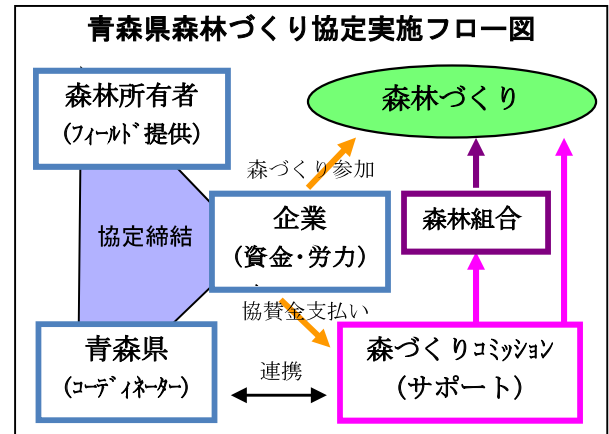 青森県森林づくり協定実施フロー図
森林所有者
(ﾌｨｰﾙﾄﾞ提供)
森林づくり
森づくり参加
企業
(資金･労力)
森林組合
協定締結
協賛金支払い
青森県
(ｺｰﾃﾞｨﾈｰﾀｰ)
連携
森づくりｺﾐｯｼｮﾝ
(サポート)